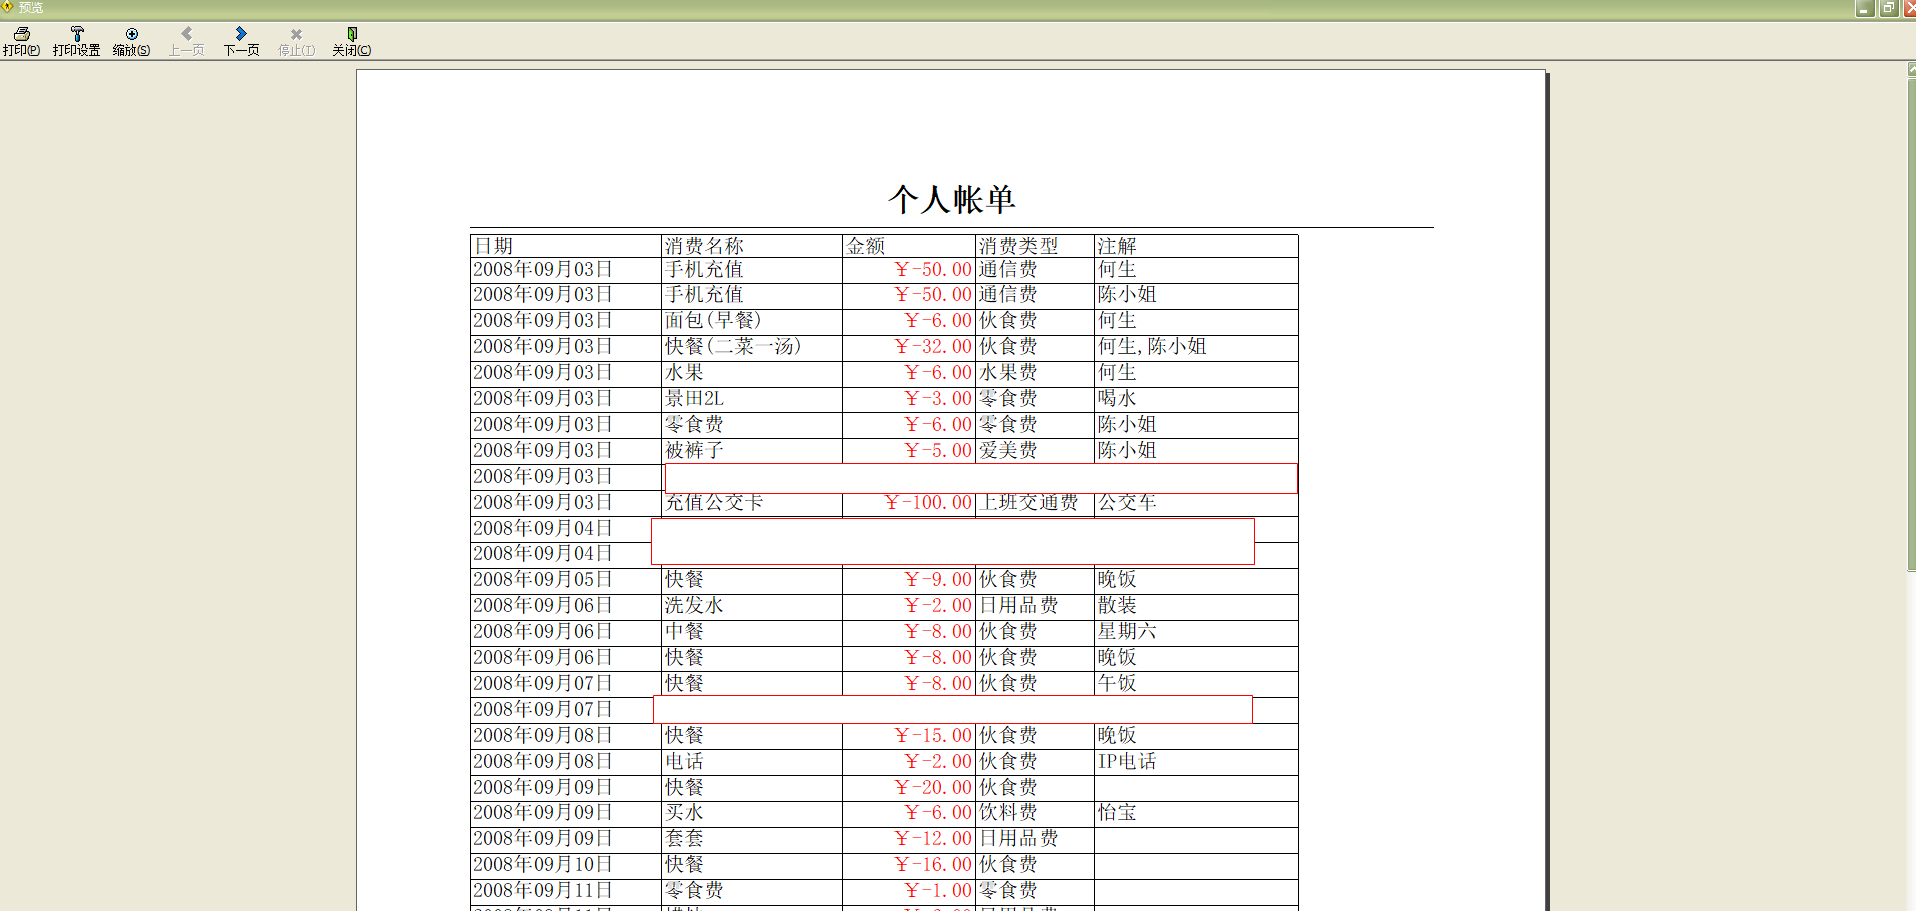 预览
打印(P) 打印设置 缩放(S) 上一页 下一页 停止(T) 关闭(C)
个人帐单
日期 消费名称 金额 消费类型 注解
2008年09月03日 手机充值 ￥-50.00 通信费 何生
2008年09月03日 手机充值 ￥-50.00 通信费 陈小姐
2008年09月03日 面包(早餐) ￥-6.00 伙食费 何生
2008年09月03日 快餐(二菜一汤) ￥-32.00 伙食费 何生,陈小姐
2008年09月03日 水果 ￥-6.00 水果费 何生
2008年09月03日 景田2L ￥-3.00 零食费 喝水
2008年09月03日 零食费 ￥-6.00 零食费 陈小姐
2008年09月03日 被裤子 ￥-5.00 爱美费 陈小姐
2008年09月03日
2008年09月03日 充值公交卡 ￥-100.00 上班交通费 公交车
2008年09月04日
2008年09月04日
2008年09月05日 快餐 ￥-9.00 伙食费 晚饭
2008年09月06日 洗发水 ￥-2.00 日用品费 散装
2008年09月06日 中餐 ￥-8.00 伙食费 星期六
2008年09月06日 快餐 ￥-8.00 伙食费 晚饭
2008年09月07日 快餐 ￥-8.00 伙食费 午饭
2008年09月07日
2008年09月08日 快餐 ￥-15.00 伙食费 晚饭
2008年09月08日 电话 ￥-2.00 伙食费 IP电话
2008年09月09日 快餐 ￥-20.00 伙食费
2008年09月09日 买水 ￥-6.00 饮料费 怡宝
2008年09月09日 套套 ￥-12.00 日用品费
2008年09月10日 快餐 ￥-16.00 伙食费
2008年09月11日 零食费 ￥-1.00 零食费